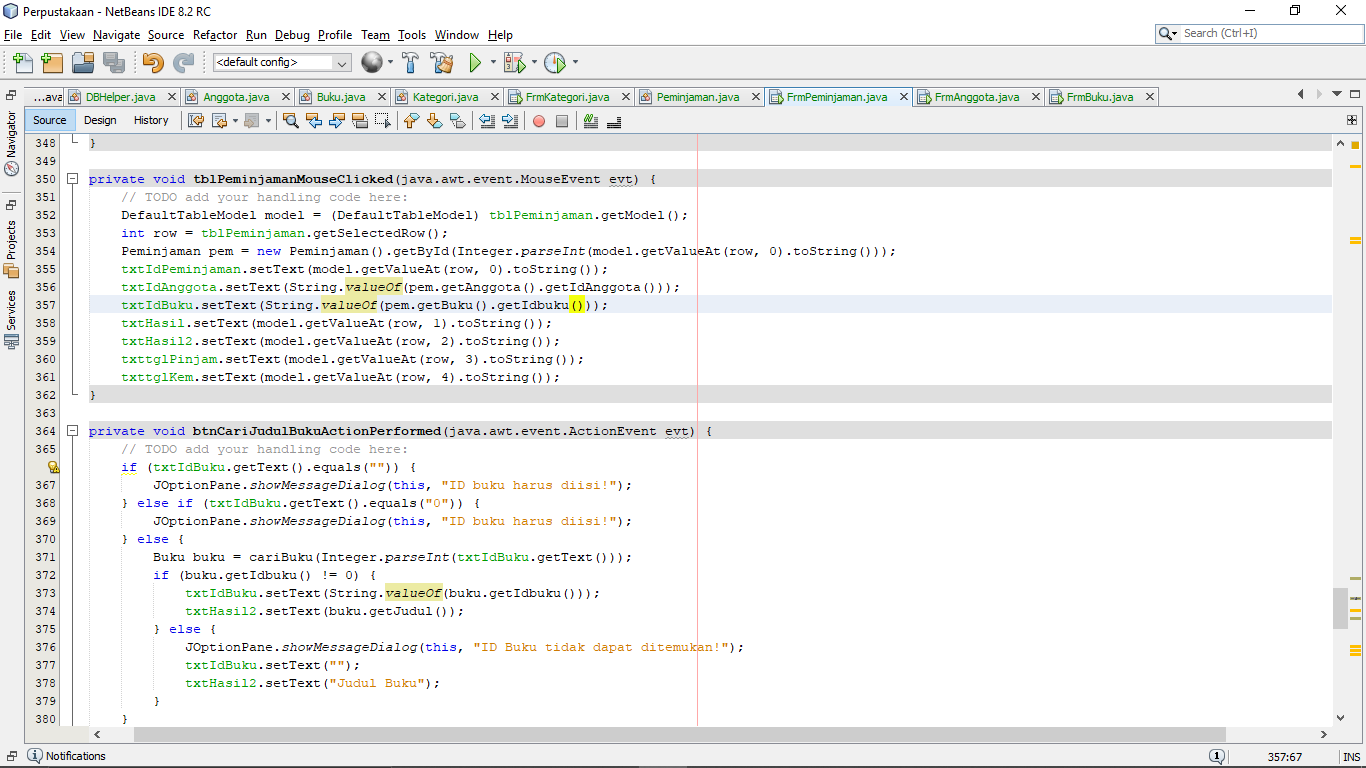 Perpustakaan - NetBeans IDE 8.2 RC
File Edit View Navigate Source Refactor Run Debug Profile Team Tools Window Help
Search (Ctrl+I)
<default config>
...ava DBHelper.java Anggota.java Buku.java Kategori.java FrmKategori.java Peminjaman.java FrmPeminjaman.java FrmAnggota.java FrmBuku.java
Source Design History
Navigator
Projects
Services
348 }
349
350 private void tblPeminjamanMouseClicked(java.awt.event.MouseEvent evt) {
351 // TODO add your handling code here:
352 DefaultTableModel model = (DefaultTableModel) tblPeminjaman.getModel();
353 int row = tblPeminjaman.getSelectedRow();
354 Peminjaman pem = new Peminjaman().getById(Integer.parseInt(model.getValueAt(row, 0).toString()));
355 txtIdPeminjaman.setText(model.getValueAt(row, 0).toString());
356 txtIdAnggota.setText(String.valueOf(pem.getAnggota().getIdAnggota()));
357 txtIdBuku.setText(String.valueOf(pem.getBuku().getIdbuku()));
358 txtHasil.setText(model.getValueAt(row, 1).toString());
359 txtHasil2.setText(model.getValueAt(row, 2).toString());
360 txttglPinjam.setText(model.getValueAt(row, 3).toString());
361 txttglKem.setText(model.getValueAt(row, 4).toString());
362 }
363
364 private void btnCariJudulBukuActionPerformed(java.awt.event.ActionEvent evt) {
365 // TODO add your handling code here:
if (txtIdBuku.getText().equals("")) {
367 JOptionPane.showMessageDialog(this, "ID buku harus diisi!");
368 } else if (txtIdBuku.getText().equals("0")) {
369 JOptionPane.showMessageDialog(this, "ID buku harus diisi!");
370 } else {
371 Buku buku = cariBuku(Integer.parseInt(txtIdBuku.getText()));
372 if (buku.getIdbuku() != 0) {
373 txtIdBuku.setText(String.valueOf(buku.getIdbuku()));
374 txtHasil2.setText(buku.getJudul());
375 } else {
376 JOptionPane.showMessageDialog(this, "ID Buku tidak dapat ditemukan!");
377 txtIdBuku.setText("");
378 txtHasil2.setText("Judul Buku");
379 }
380 }
Notifications
1
357:67
INS